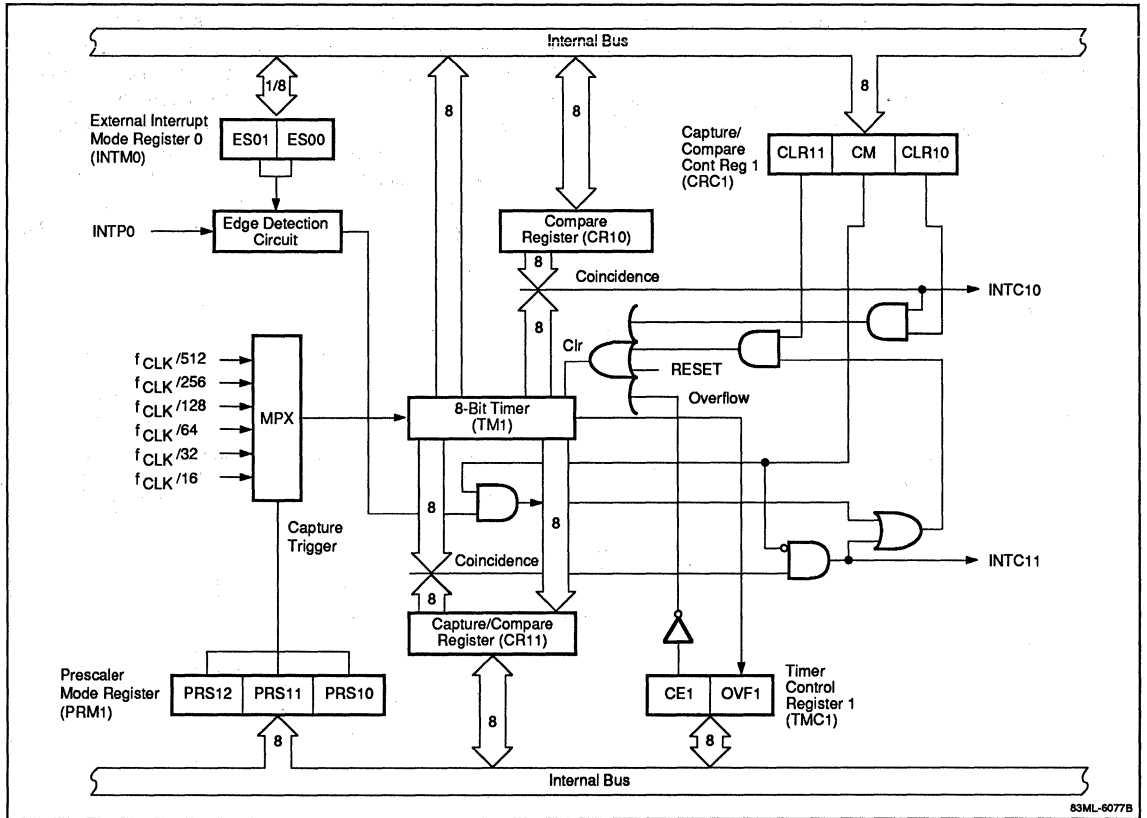 Internal Bus
1/8
8
8
8
External Interrupt
Mode Register 0
(INTM0)
ES01
ES00
Capture/
Compare
Cont Reg 1
(CRC1)
CLR11
CM
CLR10
INTP0
Edge Detection
Circuit
Compare
Register (CR10)
8
Coincidence
INTC10
8
fCLK/512
fCLK/256
fCLK/128
fCLK/64
fCLK/32
fCLK/16
MPX
Clr
RESET
Overflow
8-Bit Timer
(TM1)
8
8
Capture
Trigger
Coincidence
INTC11
8
Capture/Compare
Register (CR11)
Prescaler
Mode Register
(PRM1)
PRS12
PRS11
PRS10
CE1
OVF1
Timer
Control
Register 1
(TMC1)
8
8
8
Internal Bus
83ML-6077B